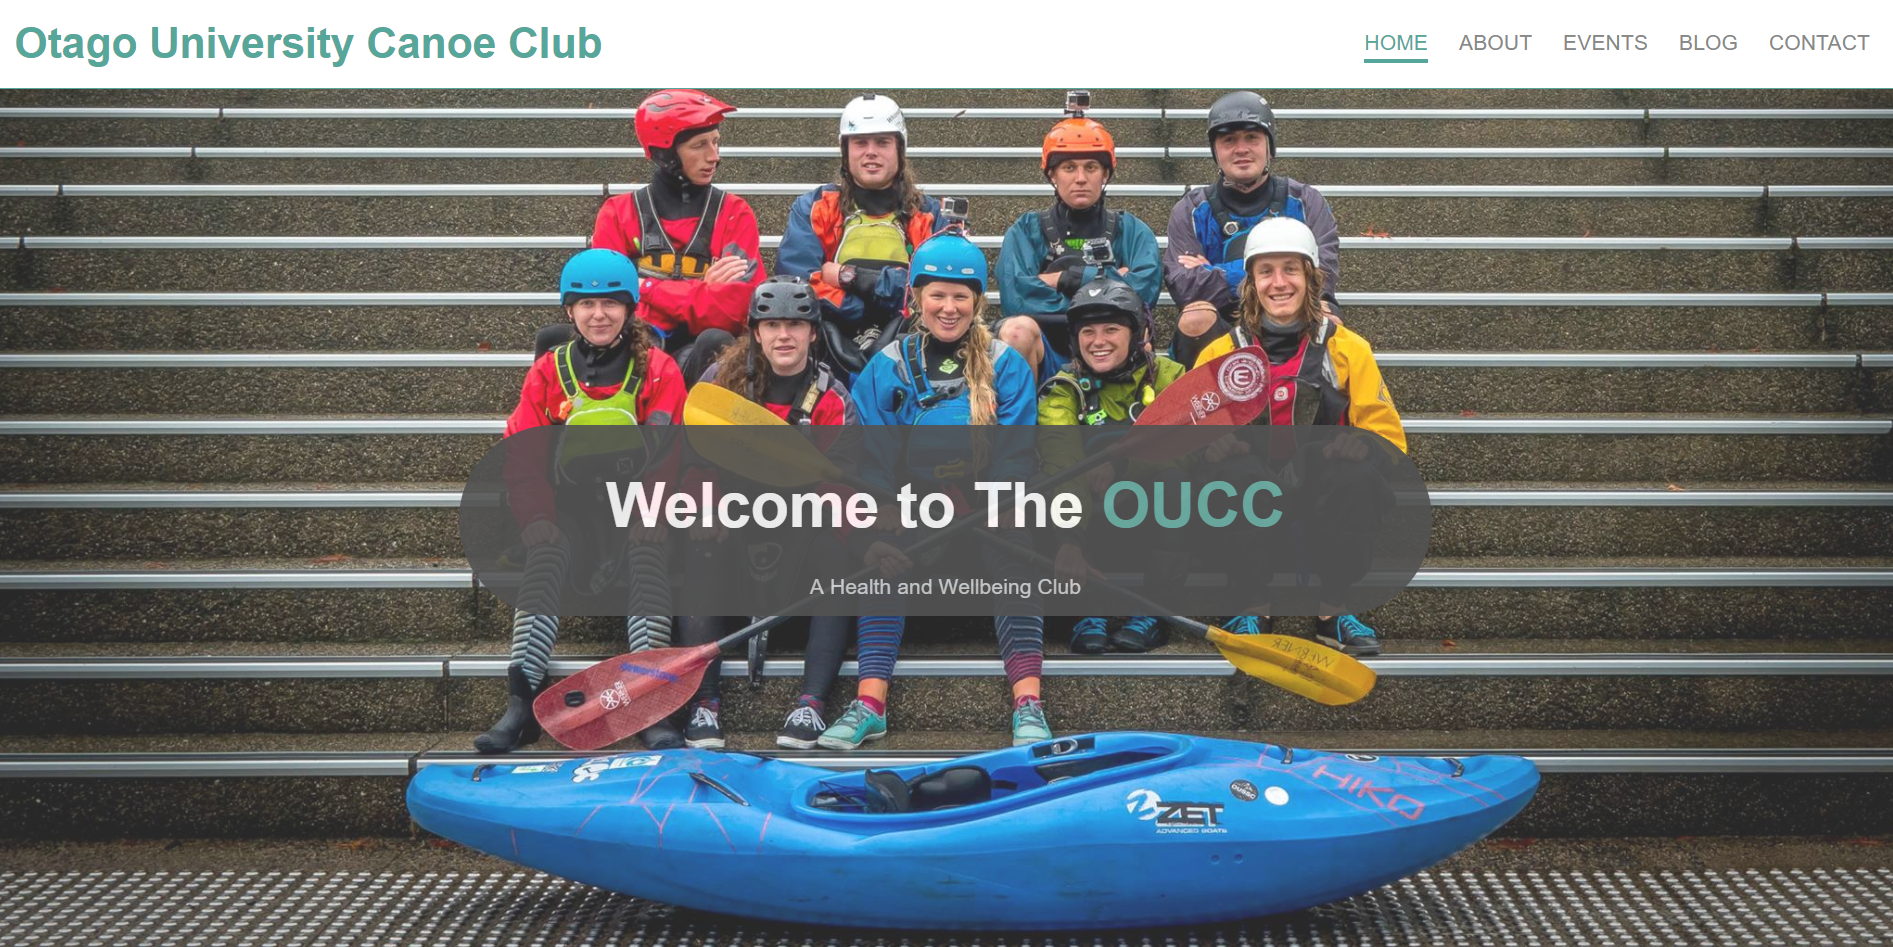 Otago University Canoe Club
HOME ABOUT EVENTS BLOG CONTACT
E
Welcome to The OUCC
A Health and Wellbeing Club
WERNER
HIKO
OUSSC
ZET
ADVANCED BOATS